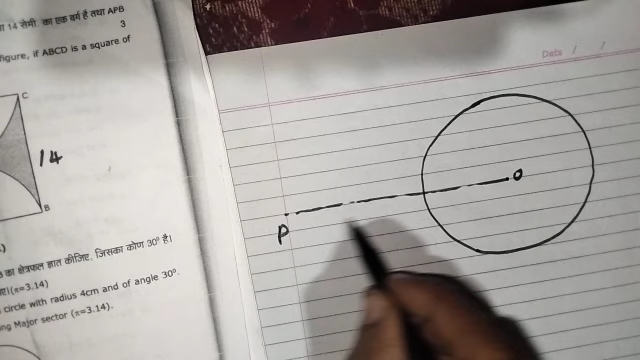 14 सेमी. का एक वर्ग है तथा APB
3
figure, if ABCD is a square of
C
14
B
का क्षेत्रफल ज्ञात कीजिए, जिसका कोण 30° है।
(π=3.14)
circle with radius 4cm and of angle 30°.
Major sector (π=3.14).
Date / /
O
P